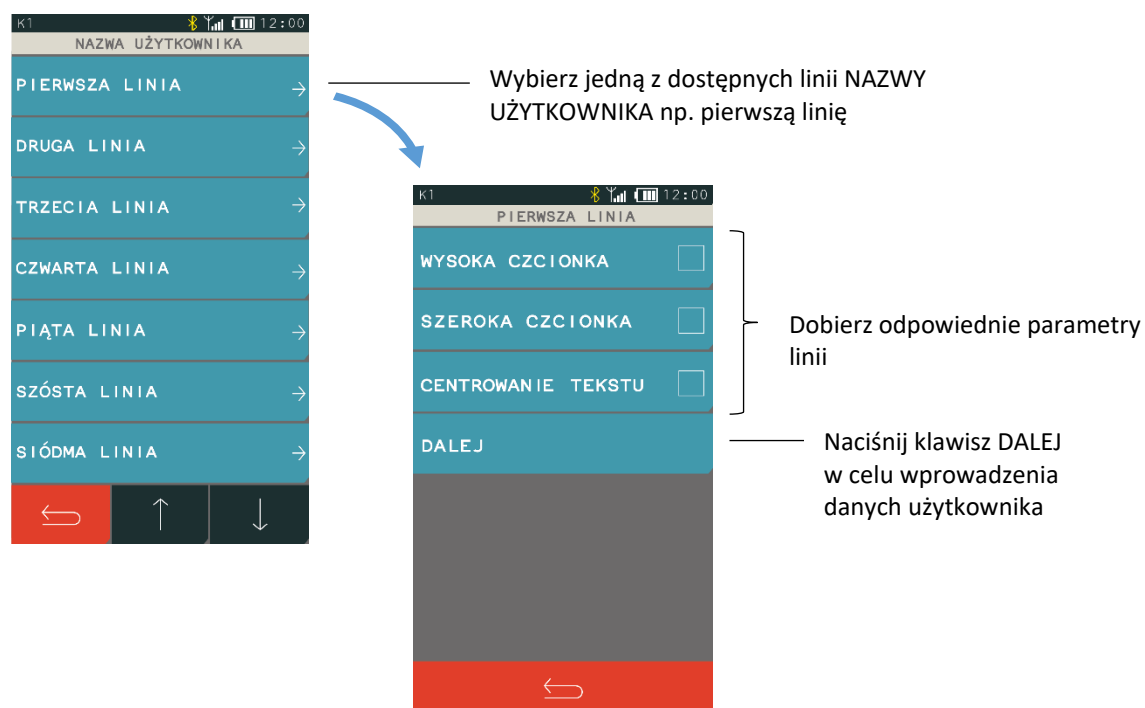 K1 12:00
NAZWA UŻYTKOWNIKA
PIERWSZA LINIA
DRUGA LINIA
TRZECIA LINIA
CZWARTA LINIA
PIĄTA LINIA
SZÓSTA LINIA
SIÓDMA LINIA
Wybierz jedną z dostępnych linii NAZWY
UŻYTKOWNIKA np. pierwszą linię
K1 12:00
PIERWSZA LINIA
WYSOKA CZCIONKA
SZEROKA CZCIONKA
CENTROWANIE TEKSTU
DALEJ
Dobierz odpowiednie parametry
linii
Naciśnij klawisz DALEJ
w celu wprowadzenia
danych użytkownika